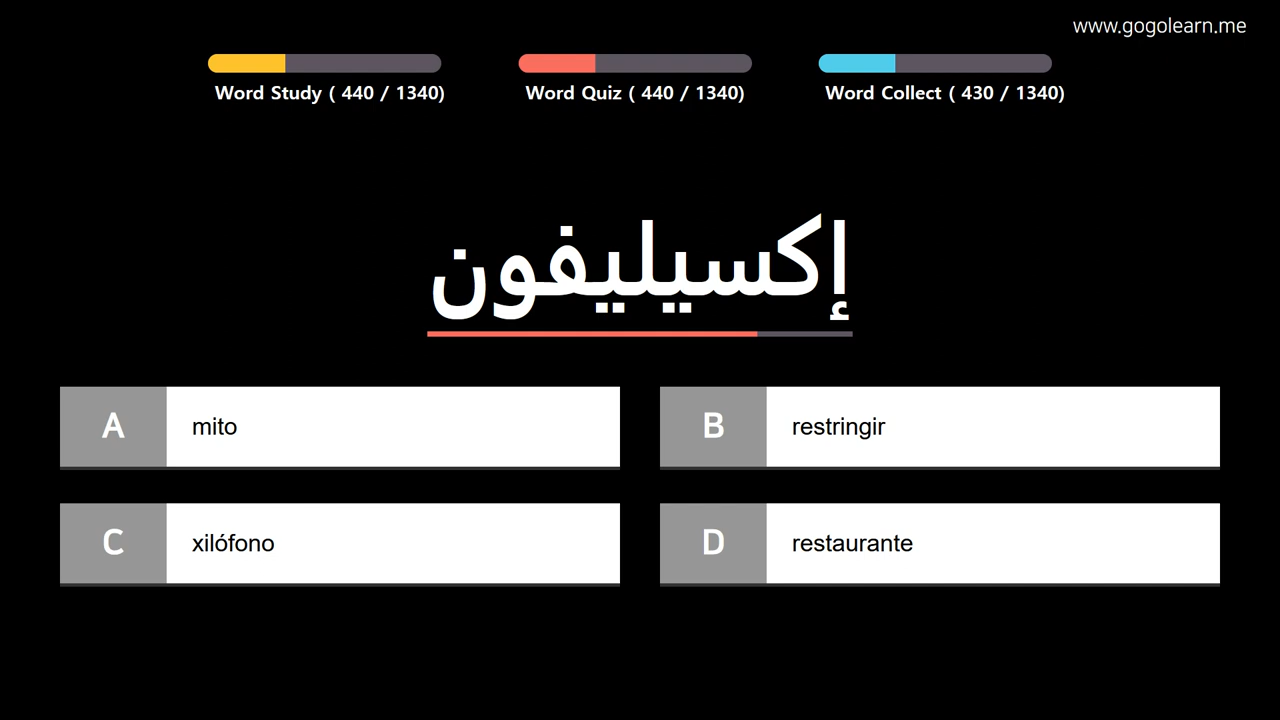 www.gogolearn.me
Word Study ( 440 / 1340)
Word Quiz ( 440 / 1340)
Word Collect ( 430 / 1340)
إكسيليفون
A mito
B restringir
C xilófono
D restaurante